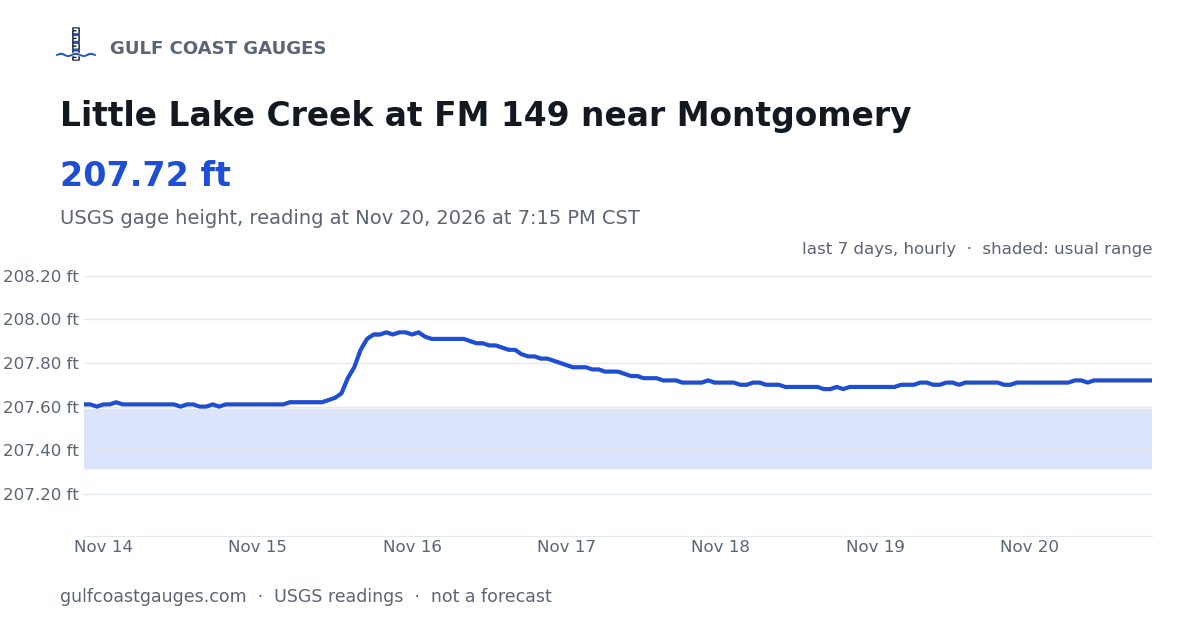 GULF COAST GAUGES
Little Lake Creek at FM 149 near Montgomery
207.72 ft
USGS gage height, reading at Nov 20, 2026 at 7:15 PM CST
last 7 days, hourly · shaded: usual range
208.20 ft
208.00 ft
207.80 ft
207.60 ft
207.40 ft
207.20 ft
Nov 14 Nov 15 Nov 16 Nov 17 Nov 18 Nov 19 Nov 20
gulfcoastgauges.com · USGS readings · not a forecast